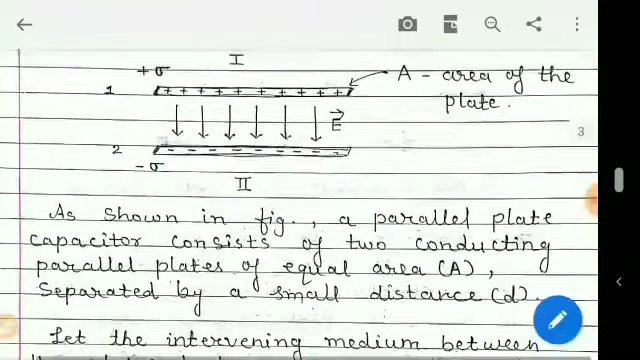 I
+σ
A - area of the
plate.
1
+ + + + + + + + + +
E
3
2
- - - - - - - - - -
-σ
II
As shown in fig., a parallel plate
capacitor consists of two conducting
parallel plates of equal area (A),
separated by a small distance (d).
Let the intervening medium between